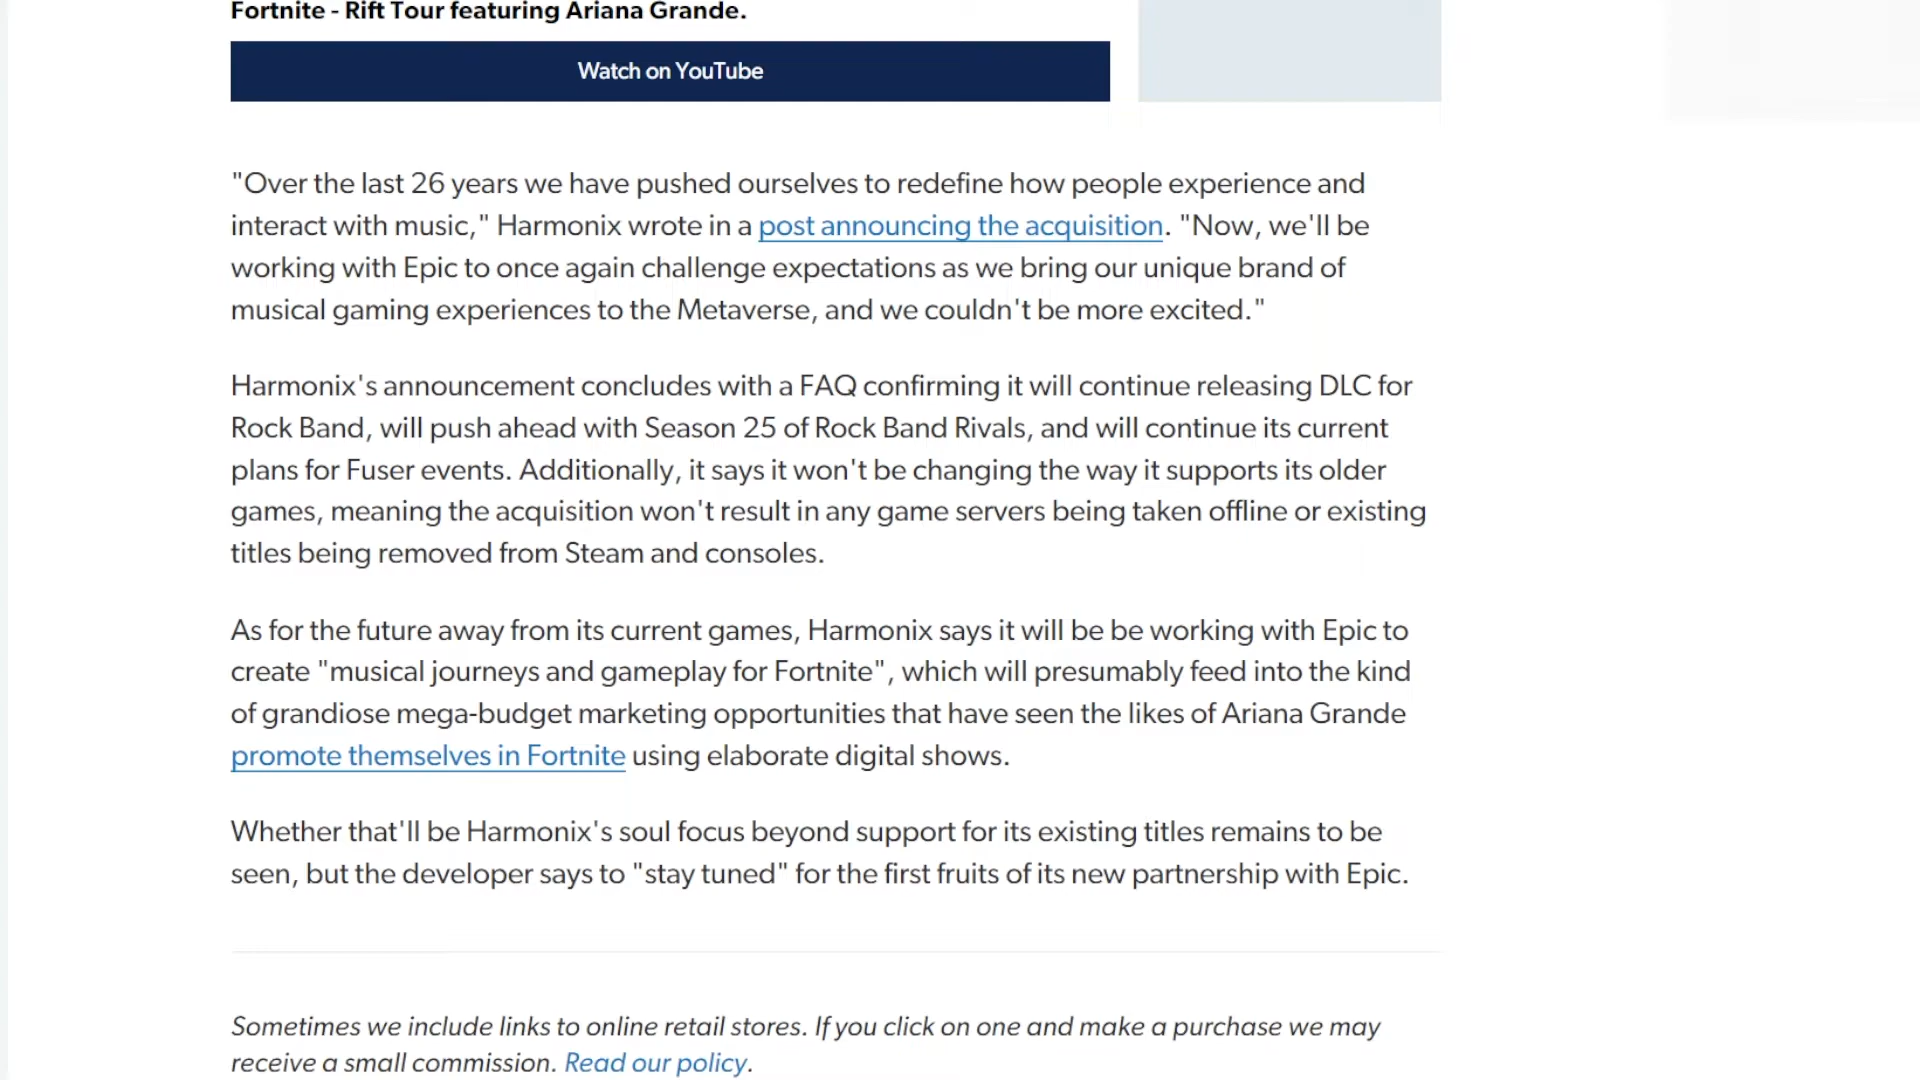 Fortnite - Rift Tour featuring Ariana Grande.
Watch on YouTube
"Over the last 26 years we have pushed ourselves to redefine how people experience and
interact with music," Harmonix wrote in a post announcing the acquisition. "Now, we'll be
working with Epic to once again challenge expectations as we bring our unique brand of
musical gaming experiences to the Metaverse, and we couldn't be more excited."
Harmonix's announcement concludes with a FAQ confirming it will continue releasing DLC for
Rock Band, will push ahead with Season 25 of Rock Band Rivals, and will continue its current
plans for Fuser events. Additionally, it says it won't be changing the way it supports its older
games, meaning the acquisition won't result in any game servers being taken offline or existing
titles being removed from Steam and consoles.
As for the future away from its current games, Harmonix says it will be be working with Epic to
create "musical journeys and gameplay for Fortnite", which will presumably feed into the kind
of grandiose mega-budget marketing opportunities that have seen the likes of Ariana Grande
promote themselves in Fortnite using elaborate digital shows.
Whether that'll be Harmonix's soul focus beyond support for its existing titles remains to be
seen, but the developer says to "stay tuned" for the first fruits of its new partnership with Epic.
Sometimes we include links to online retail stores. If you click on one and make a purchase we may
receive a small commission. Read our policy.